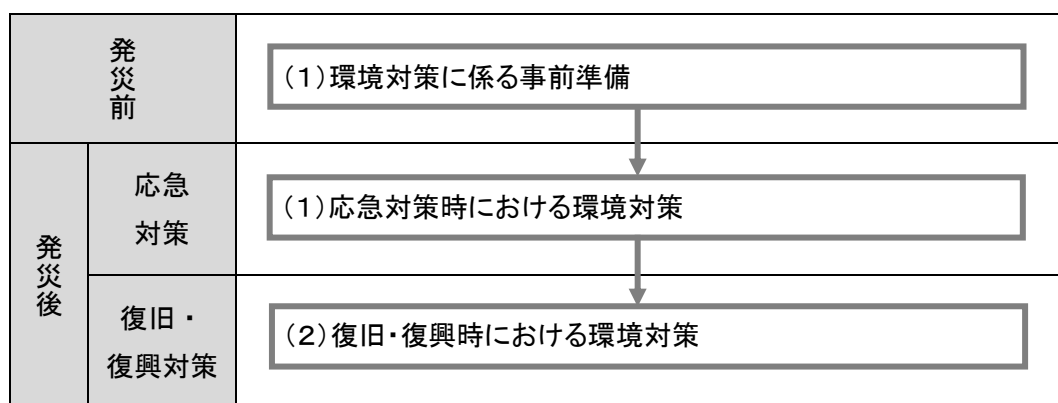 発災前
(1)環境対策に係る事前準備
発災後
応急
対策
(1)応急対策時における環境対策
復旧・
復興対策
(2)復旧・復興時における環境対策